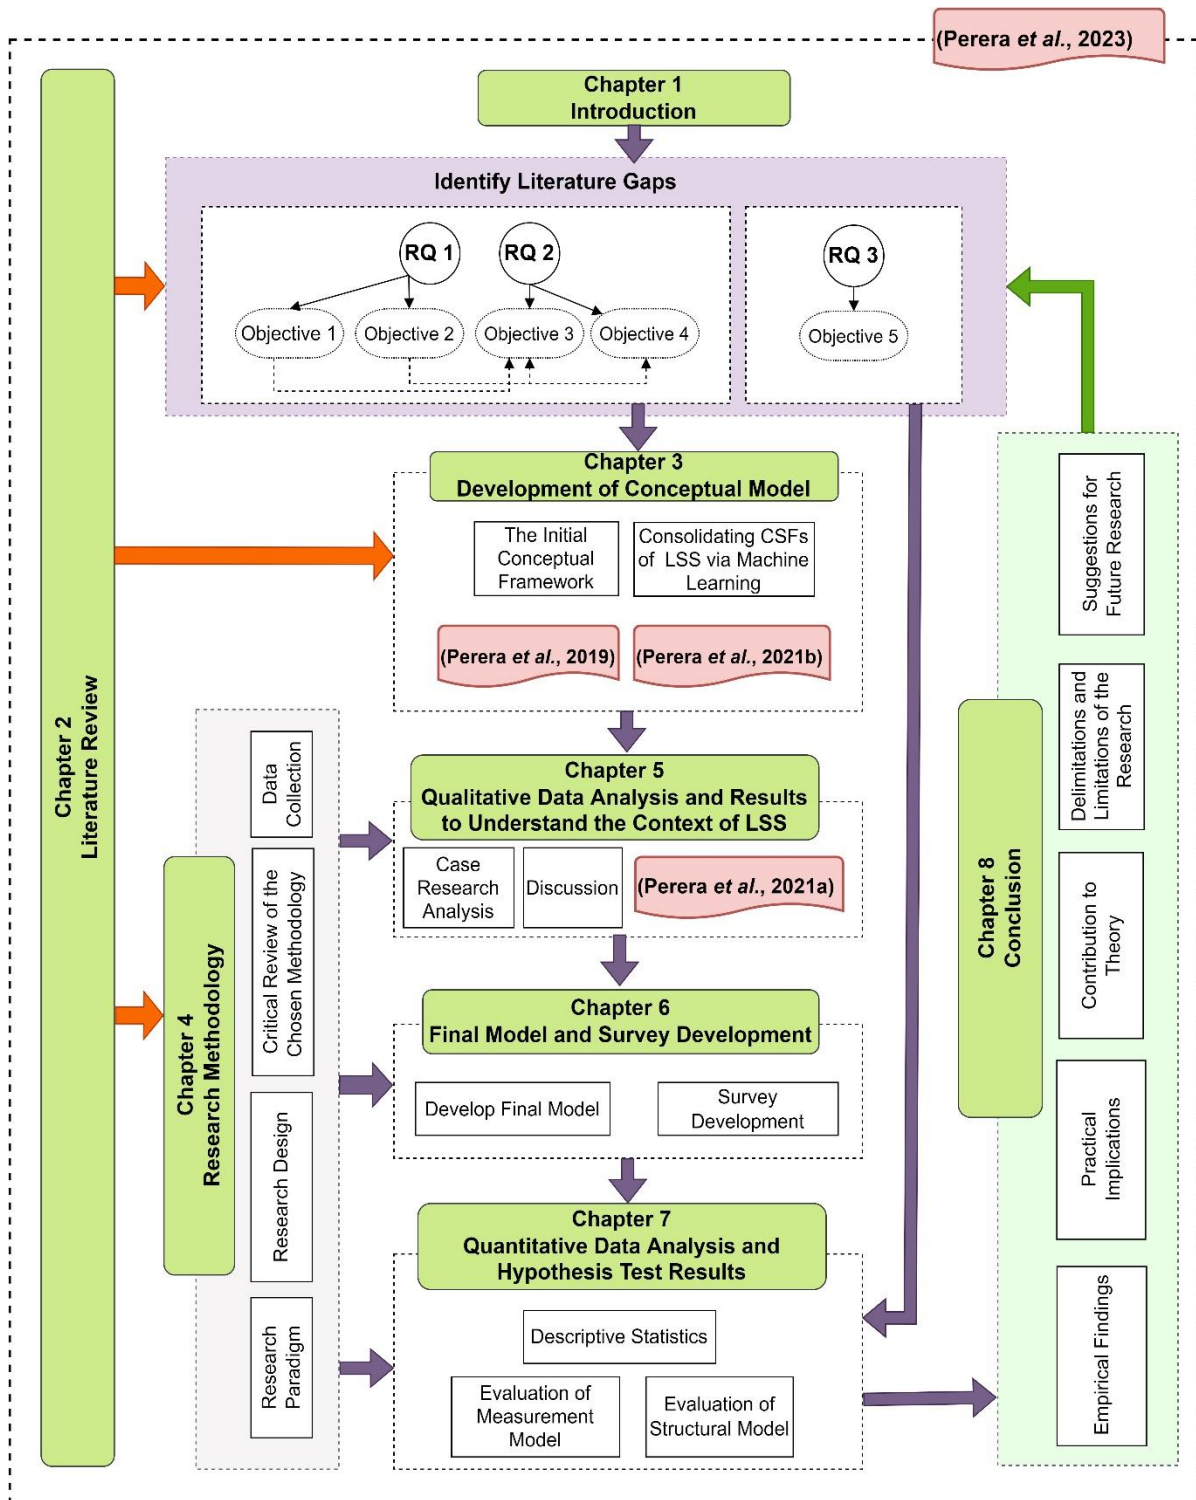 (Perera et al., 2023)
Chapter 1
Introduction
Identify Literature Gaps
RQ 1
RQ 2
RQ 3
Objective 1
Objective 2
Objective 3
Objective 4
Objective 5
Chapter 2
Literature Review
Chapter 3
Development of Conceptual Model
The Initial
Conceptual
Framework
Consolidating CSFs
of LSS via Machine
Learning
(Perera et al., 2019)
(Perera et al., 2021b)
Chapter 4
Research Methodology
Data
Collection
Critical Review of the
Chosen Methodology
Research Design
Research
Paradigm
Chapter 5
Qualitative Data Analysis and Results
to Understand the Context of LSS
Case
Research
Analysis
Discussion
(Perera et al., 2021a)
Chapter 6
Final Model and Survey Development
Develop Final Model
Survey
Development
Chapter 7
Quantitative Data Analysis and
Hypothesis Test Results
Descriptive Statistics
Evaluation of
Measurement
Model
Evaluation of
Structural Model
Chapter 8
Conclusion
Suggestions for
Future Research
Delimitations and
Limitations of the
Research
Contribution to
Theory
Practical
Implications
Empirical Findings